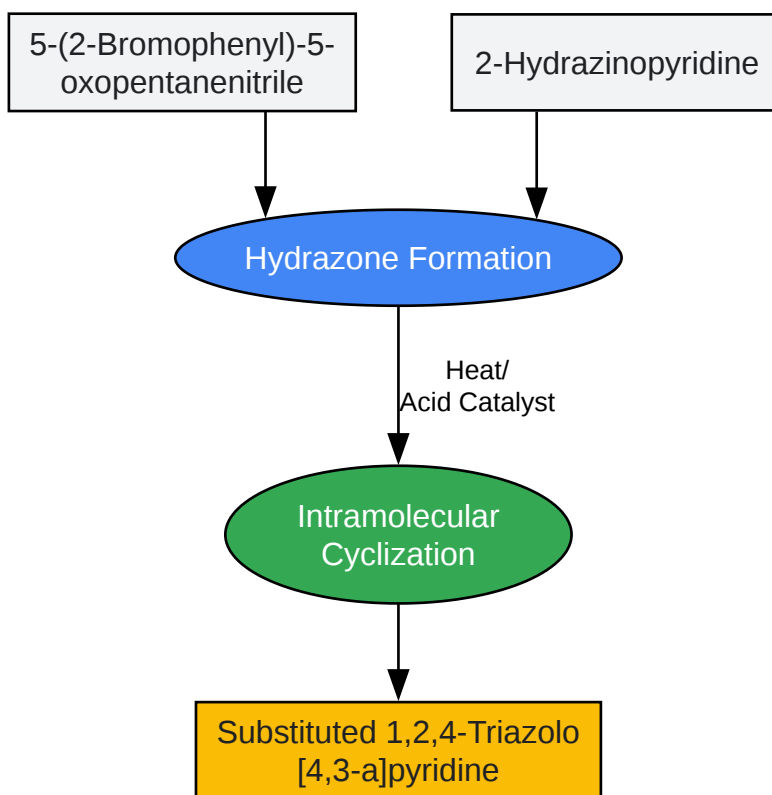 5-(2-Bromophenyl)-5-
oxopentanenitrile
2-Hydrazinopyridine
Hydrazone Formation
Heat/
Acid Catalyst
Intramolecular
Cyclization
Substituted 1,2,4-Triazolo
[4,3-a]pyridine